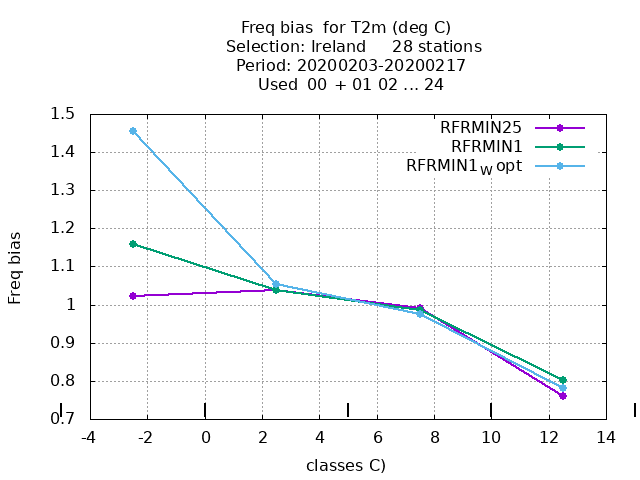 Freq bias  for T2m (deg C)
Selection: Ireland     28 stations
Period: 20200203-20200217
Used  00  + 01 02 ... 24
RFRMIN25
RFRMIN1
RFRMIN1w opt
Freq bias
1.5
1.4
1.3
1.2
1.1
1
0.9
0.8
0.7
-4 -2 0 2 4 6 8 10 12 14
classes C)